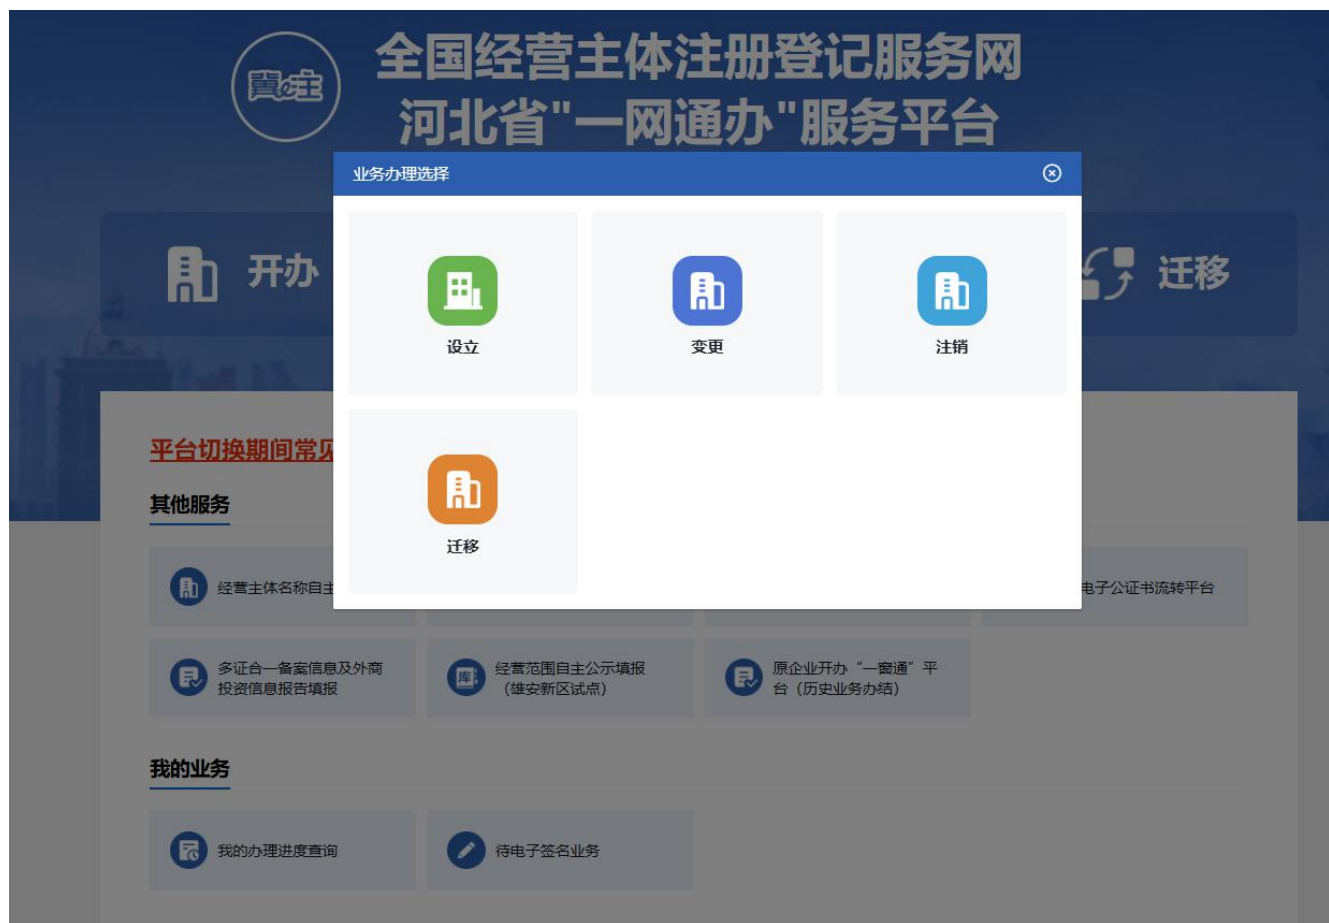 冀e主
全国经营主体注册登记服务网
河北省"一网通办"服务平台
业务办理选择
开办
设立
变更
注销
迁移
迁移
平台切换期间常见
其他服务
经营主体名称自主
电子公证书流转平台
多证合一备案信息及外商
投资信息报告填报
库
经营范围自主公示填报
（雄安新区试点）
原企业开办“一窗通”平
台（历史业务办结）
我的业务
我的办理进度查询
待电子签名业务